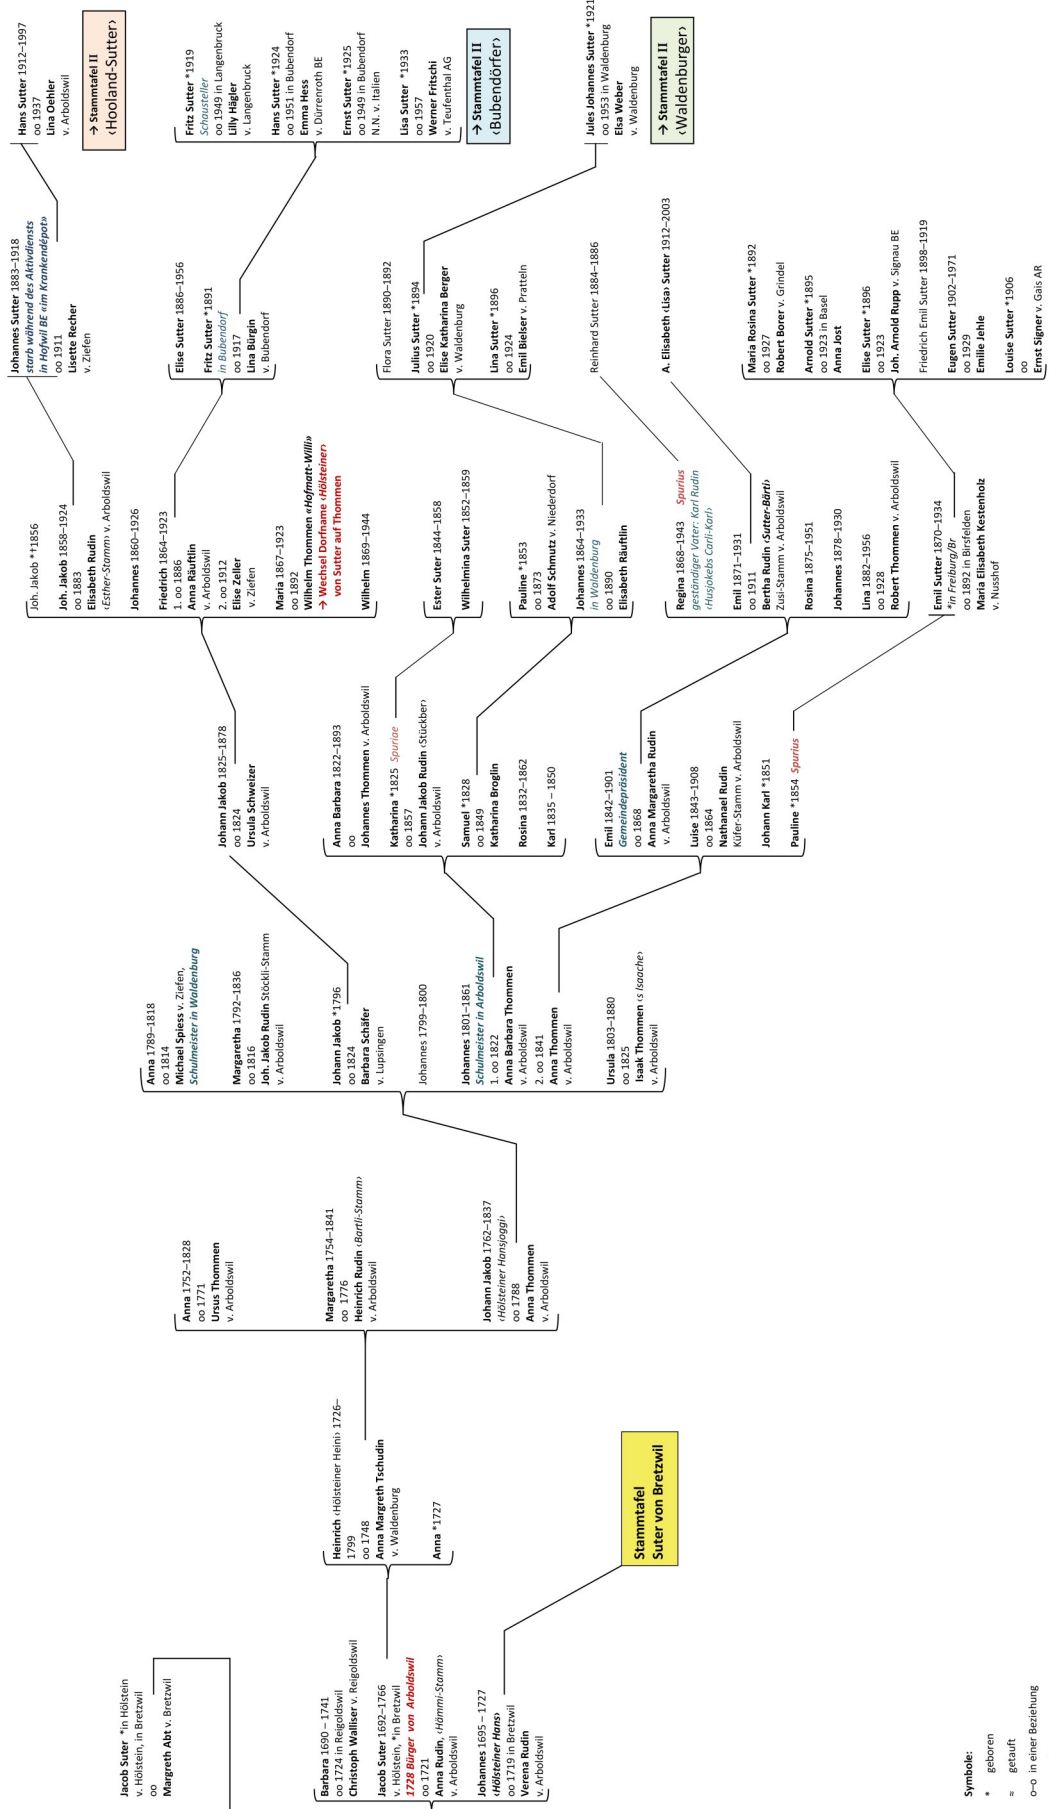 Jacob Suter *in Hölstein
v. Hölstein, in Bretzwil
oo
Margreth Abt v. Bretzwil
Barbara 1690 – 1741
oo 1724 in Reigoldswil
Christoph Walliser v. Reigoldswil
Jacob Suter 1692–1766
v. Hölstein, *in Bretzwil
1728 Bürger von Arboldswil
oo 1721
Anna Rudin, ‹Hämmi-Stamm›
v. Arboldswil
Johannes 1695 – 1727
‹Hölsteiner Hans›
oo 1719 in Bretzwil
Verena Rudin
v. Arboldswil
Stammtafel
Suter von Bretzwil
Heinrich ‹Hölsteiner Heini› 1726–
1799
oo 1748
Anna Margreth Tschudin
v. Waldenburg
Anna *1727
Anna 1752–1828
oo 1771
Ursus Thommen
v. Arboldswil
Margaretha 1754–1841
oo 1776
Heinrich Rudin ‹Bartli-Stamm›
v. Arboldswil
Johann Jakob 1762–1837
‹Hölsteiner Hansjoggi›
oo 1788
Anna Thommen
v. Arboldswil
Anna 1789–1818
oo 1814
Michael Spiess v. Ziefen,
Schulmeister in Waldenburg
Margaretha 1792–1836
oo 1816
Joh. Jakob Rudin Stöckli-Stamm
v. Arboldswil
Johann Jakob *1796
oo 1824
Barbara Schäfer
v. Lupsingen
Johannes 1799–1800
Johannes 1801–1861
Schulmeister in Arboldswil
1. oo 1822
Anna Barbara Thommen
v. Arboldswil
2. oo 1841
Anna Thommen
v. Arboldswil
Ursula 1803–1880
oo 1825
Isaak Thommen ‹s Isaache›
v. Arboldswil
Johann Jakob 1825–1878
oo 1824
Ursula Schweizer
v. Arboldswil
Anna Barbara 1822–1893
oo
Johannes Thommen v. Arboldswil
Katharina *1825 Spuriae
oo 1857
Johann Jakob Rudin ‹Stückber›
v. Arboldswil
Samuel *1828
oo 1849
Katharina Broglin
Rosina 1832–1862
Karl 1835 – 1850
Emil 1842–1901
Gemeindepräsident
oo 1868
Anna Margaretha Rudin
v. Arboldswil
Luise 1843–1908
oo 1864
Nathanael Rudin
Küfer-Stamm v. Arboldswil
Johann Karl *1851
Pauline *1854 Spurius
Joh. Jakob *†1856
Joh. Jakob 1858–1924
oo 1883
Elisabeth Rudin
‹Esther-Stamm› v. Arboldswil
Johannes 1860–1926
Friedrich 1864–1923
1. oo 1886
Anna Räuftlin
v. Arboldswil
2. oo 1912
Elise Zeller
v. Ziefen
Maria 1867–1923
oo 1892
Wilhelm Thommen «Hofmatt-Willi»
→ Wechsel Dorfname ‹Hölsteiner›
von Sutter auf Thommen
Wilhelm 1869–1944
Ester Suter 1844–1858
Wilhelmina Suter 1852–1859
Pauline *1853
oo 1873
Adolf Schmutz v. Niederdorf
Johannes 1864–1933
in Waldenburg
oo 1890
Elisabeth Räuftlin
Regina 1868–1943 Spurius
geständiger Vater: Karl Rudin
‹Husjokebs Carli-Karl›
Emil 1871–1931
oo 1911
Bertha Rudin ‹Sutter-Bärti›
Zusi-Stamm v. Arboldswil
Rosina 1875–1951
Johannes 1878–1930
Lina 1882–1956
oo 1928
Robert Thommen v. Arboldswil
Emil Sutter 1870–1934
*in Freiburg/Br
oo 1892 in Birsfelden
Maria Elisabeth Kestenholz
v. Nusshof
Johannes Sutter 1883–1918
starb während des Aktivdiensts
in Hofwil BE «im Krankendépot»
oo 1911
Lisette Recher
v. Ziefen
Elise Sutter 1886–1956
Fritz Sutter *1891
in Bubendorf
oo 1917
Lina Bürgin
v. Bubendorf
Flora Sutter 1890–1892
Julius Sutter *1894
oo 1920
Elise Katharina Berger
v. Waldenburg
Lina Sutter *1896
oo 1924
Emil Bielser v. Pratteln
Reinhard Sutter 1884–1886
A. Elisabeth ‹Lisa› Sutter 1912–2003
Maria Rosina Sutter *1892
oo 1927
Robert Borer v. Grindel
Arnold Sutter *1895
oo 1923 in Basel
Anna Jost
Elise Sutter *1896
oo 1923
Joh. Arnold Rupp v. Signau BE
Friedrich Emil Sutter 1898–1919
Eugen Sutter 1902–1971
oo 1929
Emilie Jehle
Louise Sutter *1906
oo
Ernst Signer v. Gais AR
Hans Sutter 1912–1997
oo 1937
Lina Oehler
v. Arboldswil
→ Stammtafel II
‹Hooland-Sutter›
Fritz Sutter *1919
Schausteller
oo 1949 in Langenbruck
Lilly Hägler
v. Langenbruck
Hans Sutter *1924
oo 1951 in Bubendorf
Emma Hess
v. Dürrenroth BE
Ernst Sutter *1925
oo 1949 in Bubendorf
N.N. v. Italien
Lisa Sutter *1933
oo 1957
Werner Fritschi
v. Teufenthal AG
→ Stammtafel II
‹Bubendörfer›
Jules Johannes Sutter *1921
oo 1953 in Waldenburg
Elsa Weber
v. Waldenburg
→ Stammtafel II
‹Waldenburger›
Symbole:
* geboren
≈ getauft
o–o in einer Beziehung